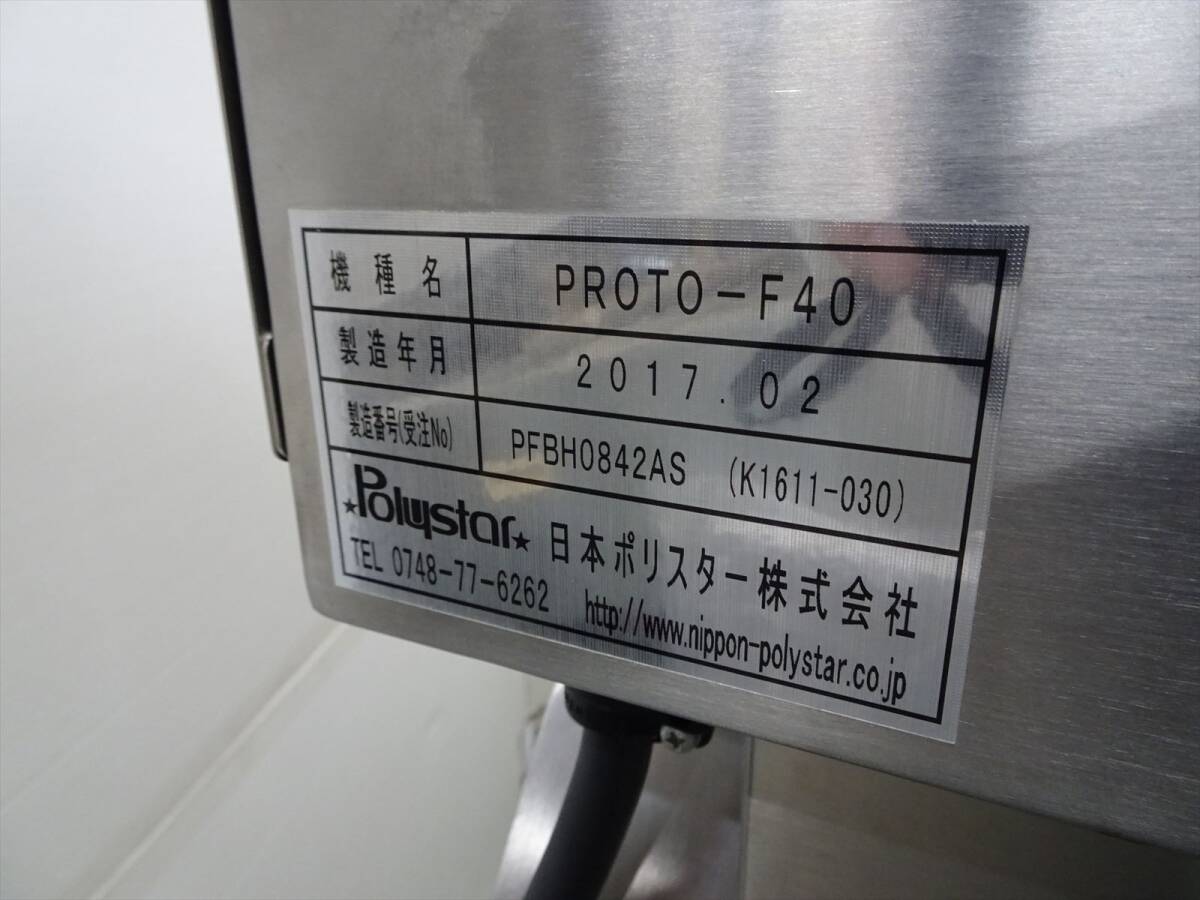 機種名 PROTO-F40
製造年月 2017.02
製造番号(受注No) PFBH0842AS (K1611-030)
★Polystar★ 日本ポリスター株式会社
TEL 0748-77-6262 http://www.nippon-polystar.co.jp